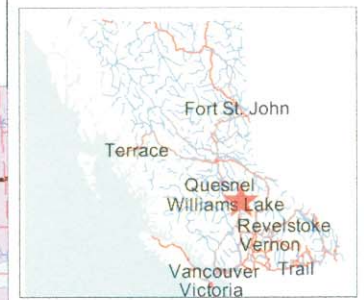 Fort St. John
Terrace
Quesnel
Williams Lake
Revelstoke
Vernon
Vancouver
Trail
Victoria